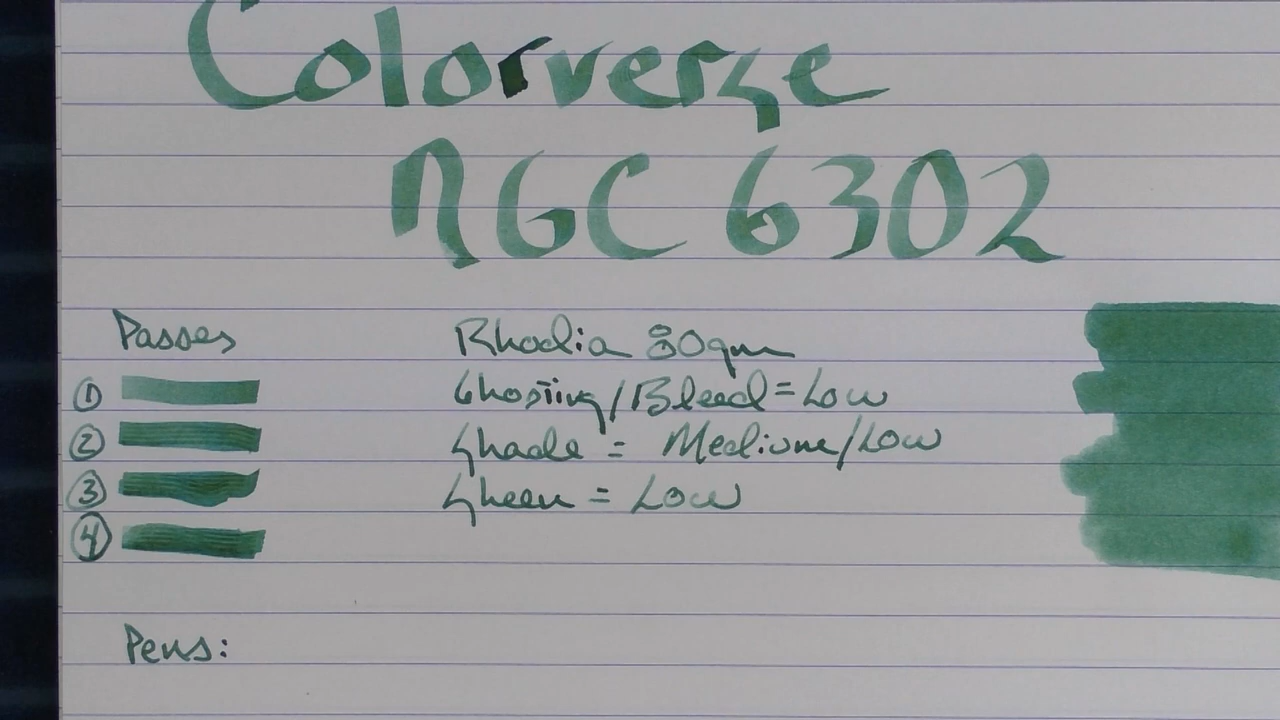 Colorverse
NGC 6302
Passes
Rhodia 80gm
① Ghosting/Bleed = Low
② Shade = Medium/Low
③ Sheen = Low
④
Pens: